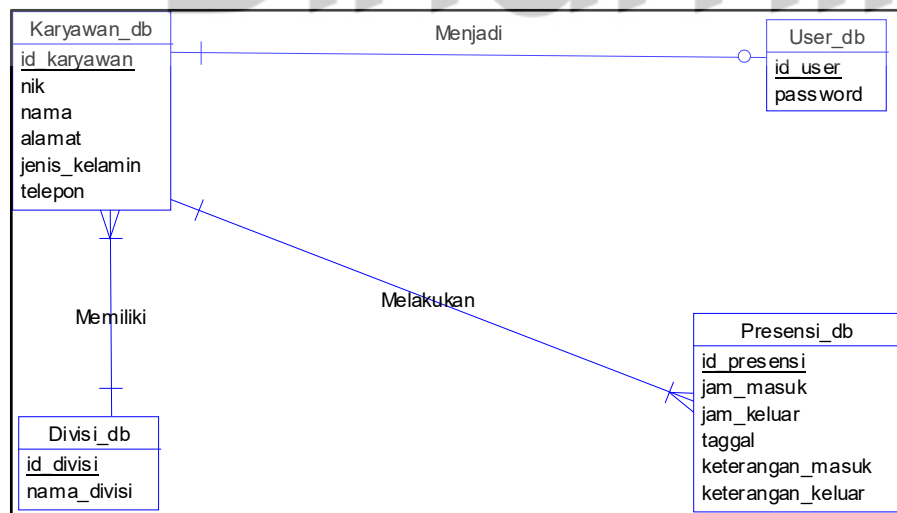 Karyawan_db
id_karyawan
nik
nama
alamat
jenis_kelamin
telepon
Menjadi
User_db
id_user
password
Memiliki
Melakukan
Divisi_db
id_divisi
nama_divisi
Presensi_db
id_presensi
jam_masuk
jam_keluar
taggal
keterangan_masuk
keterangan_keluar